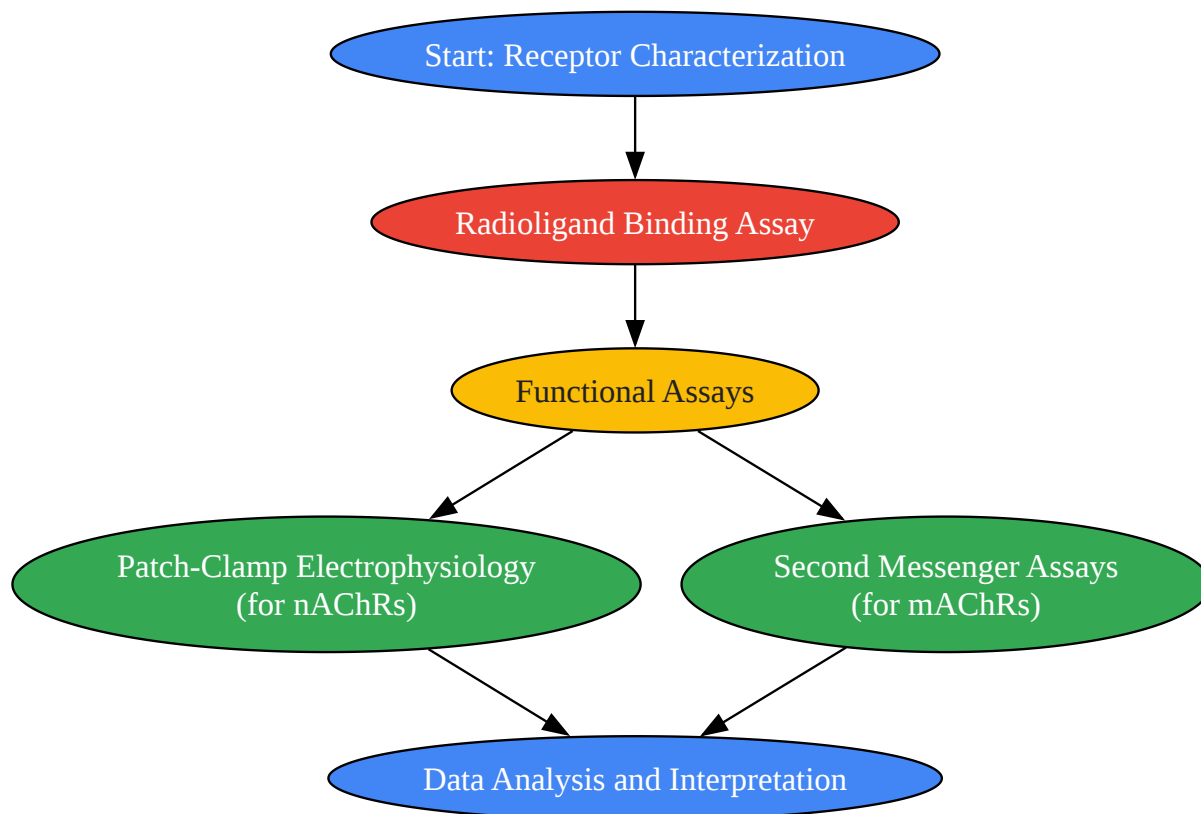 Start: Receptor Characterization
Radioligand Binding Assay
Functional Assays
Patch-Clamp Electrophysiology
(for nAChRs)
Second Messenger Assays
(for mAChRs)
Data Analysis and Interpretation